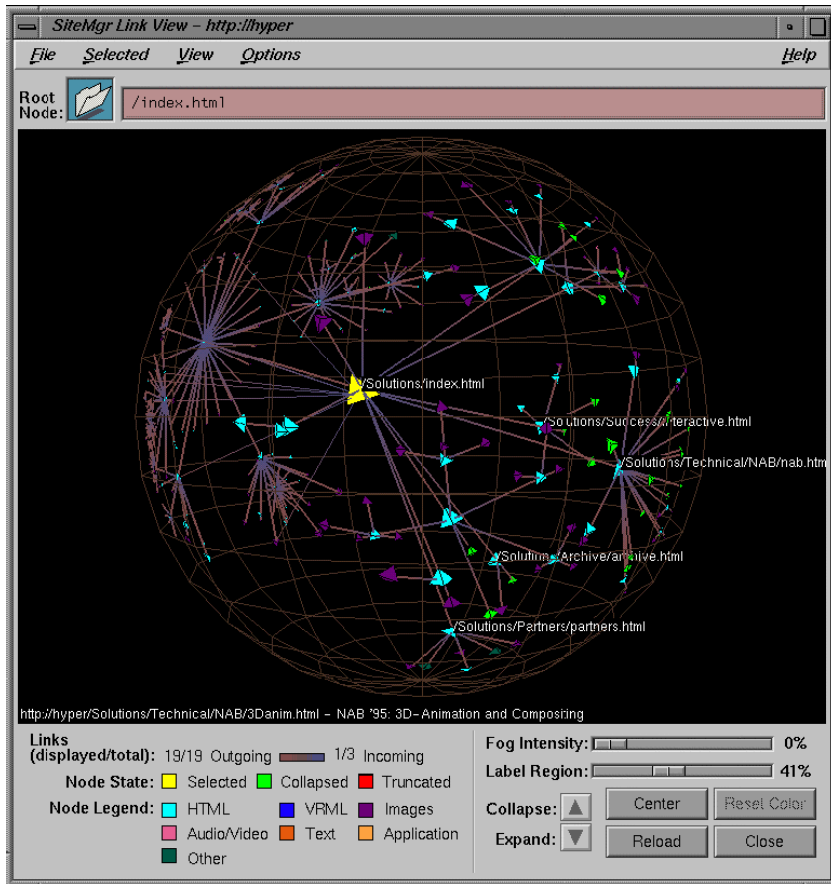 SiteMgr Link View – http://hyper
File Selected View Options Help
Root
Node: /index.html
/Solutions/index.html
/Solutions/Success/interactive.html
/Solutions/Technical/NAB/nab.htm
/Solutions/Archive/archive.html
/Solutions/Partners/partners.html
http://hyper/Solutions/Technical/NAB/3Danim.html – NAB '95: 3D-Animation and Compositing
Links
(displayed/total): 19/19 Outgoing 1/3 Incoming
Node State: Selected Collapsed Truncated
Node Legend: HTML VRML Images
Audio/Video Text Application
Other
Fog Intensity: 0%
Label Region: 41%
Collapse: Center Reset Color
Expand: Reload Close